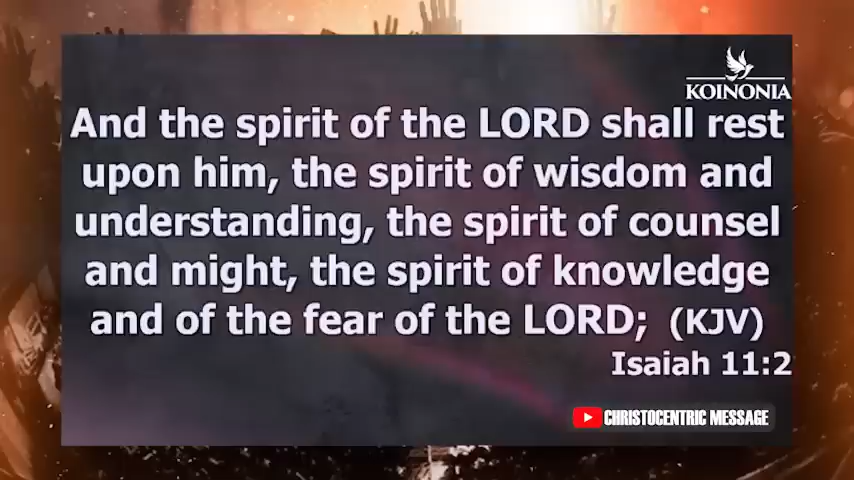 KOINONIA
And the spirit of the LORD shall rest
upon him, the spirit of wisdom and
understanding, the spirit of counsel
and might, the spirit of knowledge
and of the fear of the LORD; (KJV)
Isaiah 11:2
CHRISTOCENTRIC MESSAGE